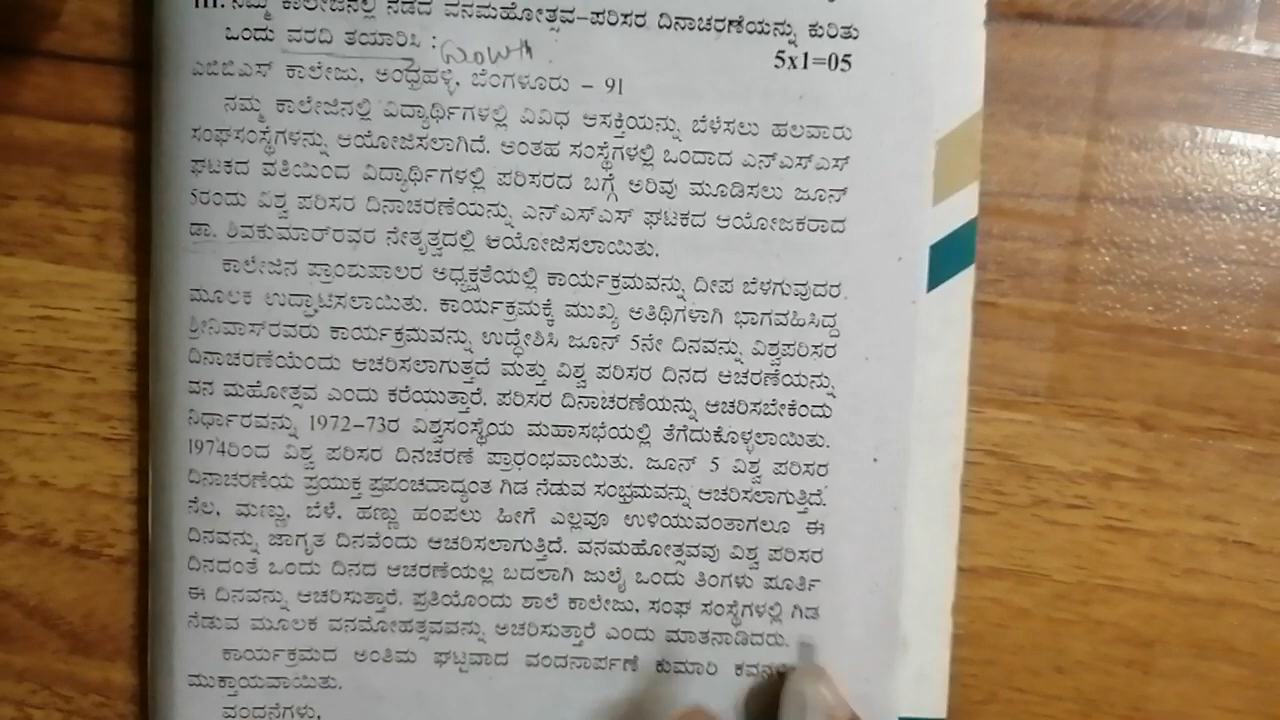 III. ನಮ್ಮ ಕಾಲೇಜಿನಲ್ಲಿ ನಡೆದ ವನಮಹೋತ್ಸವ-ಪರಿಸರ ದಿನಾಚರಣೆಯನ್ನು ಕುರಿತು
ಒಂದು ವರದಿ ತಯಾರಿಸಿ :
5x1=05
ಎಬಿಬಿಎಸ್ ಕಾಲೇಜು, ಅಂಧ್ರಹಳ್ಳಿ, ಬೆಂಗಳೂರು – 91
ನಮ್ಮ ಕಾಲೇಜಿನಲ್ಲಿ ವಿದ್ಯಾರ್ಥಿಗಳಲ್ಲಿ ವಿವಿಧ ಆಸಕ್ತಿಯನ್ನು ಬೆಳೆಸಲು ಹಲವಾರು
ಸಂಘಸಂಸ್ಥೆಗಳನ್ನು ಆಯೋಜಿಸಲಾಗಿದೆ. ಅಂತಹ ಸಂಸ್ಥೆಗಳಲ್ಲಿ ಒಂದಾದ ಎನ್‌ಎಸ್‌ಎಸ್
ಘಟಕದ ವತಿಯಿಂದ ವಿದ್ಯಾರ್ಥಿಗಳಲ್ಲಿ ಪರಿಸರದ ಬಗ್ಗೆ ಅರಿವು ಮೂಡಿಸಲು ಜೂನ್
5ರಂದು ವಿಶ್ವ ಪರಿಸರ ದಿನಾಚರಣೆಯನ್ನು ಎನ್‌ಎಸ್‌ಎಸ್ ಘಟಕದ ಆಯೋಜಕರಾದ
ಡಾ. ಶಿವಕುಮಾರ್‌ರವರ ನೇತೃತ್ವದಲ್ಲಿ ಆಯೋಜಿಸಲಾಯಿತು.
ಕಾಲೇಜಿನ ಪ್ರಾಂಶುಪಾಲರ ಅಧ್ಯಕ್ಷತೆಯಲ್ಲಿ ಕಾರ್ಯಕ್ರಮವನ್ನು ದೀಪ ಬೆಳಗುವುದರ
ಮೂಲಕ ಉದ್ಘಾಟಿಸಲಾಯಿತು. ಕಾರ್ಯಕ್ರಮಕ್ಕೆ ಮುಖ್ಯ ಅತಿಥಿಗಳಾಗಿ ಭಾಗವಹಿಸಿದ್ದ
ಶ್ರೀನಿವಾಸ್‌ರವರು ಕಾರ್ಯಕ್ರಮವನ್ನು ಉದ್ದೇಶಿಸಿ ಜೂನ್ 5ನೇ ದಿನವನ್ನು ವಿಶ್ವಪರಿಸರ
ದಿನಾಚರಣೆಯೆಂದು ಆಚರಿಸಲಾಗುತ್ತದೆ ಮತ್ತು ವಿಶ್ವ ಪರಿಸರ ದಿನದ ಆಚರಣೆಯನ್ನು
ವನ ಮಹೋತ್ಸವ ಎಂದು ಕರೆಯುತ್ತಾರೆ. ಪರಿಸರ ದಿನಾಚರಣೆಯನ್ನು ಆಚರಿಸಬೇಕೆಂದು
ನಿರ್ಧಾರವನ್ನು 1972–73ರ ವಿಶ್ವಸಂಸ್ಥೆಯ ಮಹಾಸಭೆಯಲ್ಲಿ ತೆಗೆದುಕೊಳ್ಳಲಾಯಿತು.
1974ರಿಂದ ವಿಶ್ವ ಪರಿಸರ ದಿನಚರಣೆ ಪ್ರಾರಂಭವಾಯಿತು. ಜೂನ್ 5 ವಿಶ್ವ ಪರಿಸರ
ದಿನಾಚರಣೆಯ ಪ್ರಯುಕ್ತ ಪ್ರಪಂಚದಾದ್ಯಂತ ಗಿಡ ನೆಡುವ ಸಂಭ್ರಮವನ್ನು ಆಚರಿಸಲಾಗುತ್ತಿದೆ.
ನೆಲ, ಮಣ್ಣು, ಬೆಳೆ, ಹಣ್ಣು ಹಂಪಲು ಹೀಗೆ ಎಲ್ಲವೂ ಉಳಿಯುವಂತಾಗಲೂ ಈ
ದಿನವನ್ನು ಜಾಗೃತ ದಿನವೆಂದು ಆಚರಿಸಲಾಗುತ್ತಿದೆ. ವನಮಹೋತ್ಸವವು ವಿಶ್ವ ಪರಿಸರ
ದಿನದಂತೆ ಒಂದು ದಿನದ ಆಚರಣೆಯಲ್ಲ ಬದಲಾಗಿ ಜುಲೈ ಒಂದು ತಿಂಗಳು ಪೂರ್ತಿ
ಈ ದಿನವನ್ನು ಆಚರಿಸುತ್ತಾರೆ. ಪ್ರತಿಯೊಂದು ಶಾಲೆ ಕಾಲೇಜು, ಸಂಘ ಸಂಸ್ಥೆಗಳಲ್ಲಿ ಗಿಡ
ನೆಡುವ ಮೂಲಕ ವನಮೋಹತ್ಸವವನ್ನು ಅಚರಿಸುತ್ತಾರೆ ಎಂದು ಮಾತನಾಡಿದರು.
ಕಾರ್ಯಕ್ರಮದ ಅಂತಿಮ ಘಟ್ಟವಾದ ವಂದನಾರ್ಪಣೆ ಕುಮಾರಿ
ಮುಕ್ತಾಯವಾಯಿತು.
ವಂದನೆಗಳು,